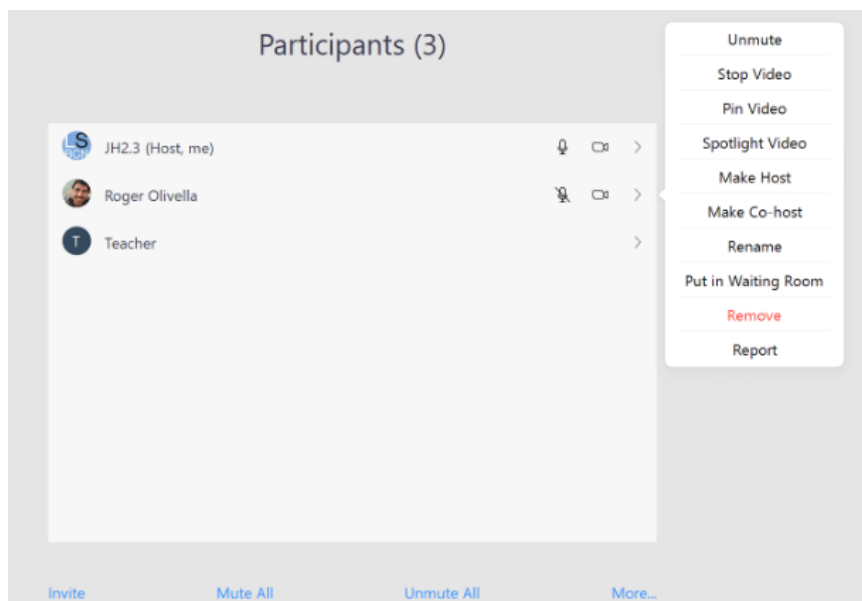 Participants (3)
JH2.3 (Host, me)
Roger Olivella
T Teacher
Unmute
Stop Video
Pin Video
Spotlight Video
Make Host
Make Co-host
Rename
Put in Waiting Room
Remove
Report
Invite Mute All Unmute All More...